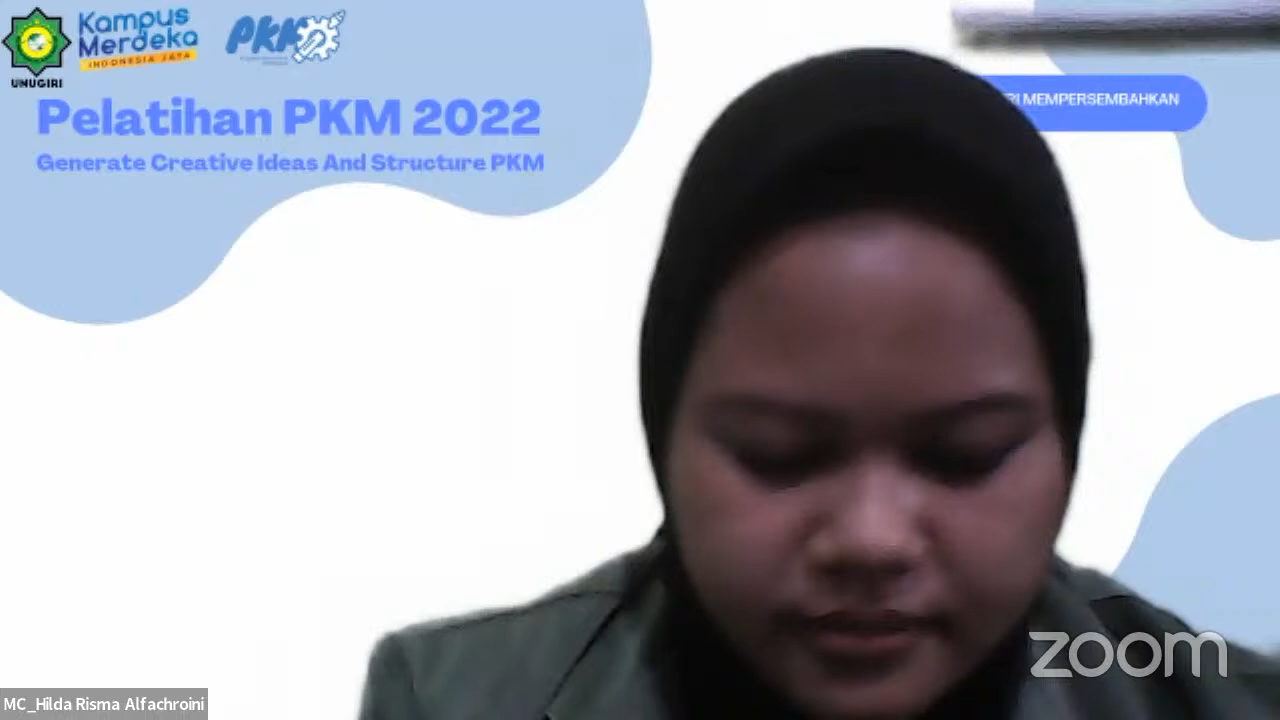 UNUGIRI
Kampus
Merdeka
INDONESIA JAYA
PKM
Pelatihan PKM 2022
Generate Creative Ideas And Structure PKM
RI MEMPERSEMBAHKAN
zoom
MC_Hilda Risma Alfachroini